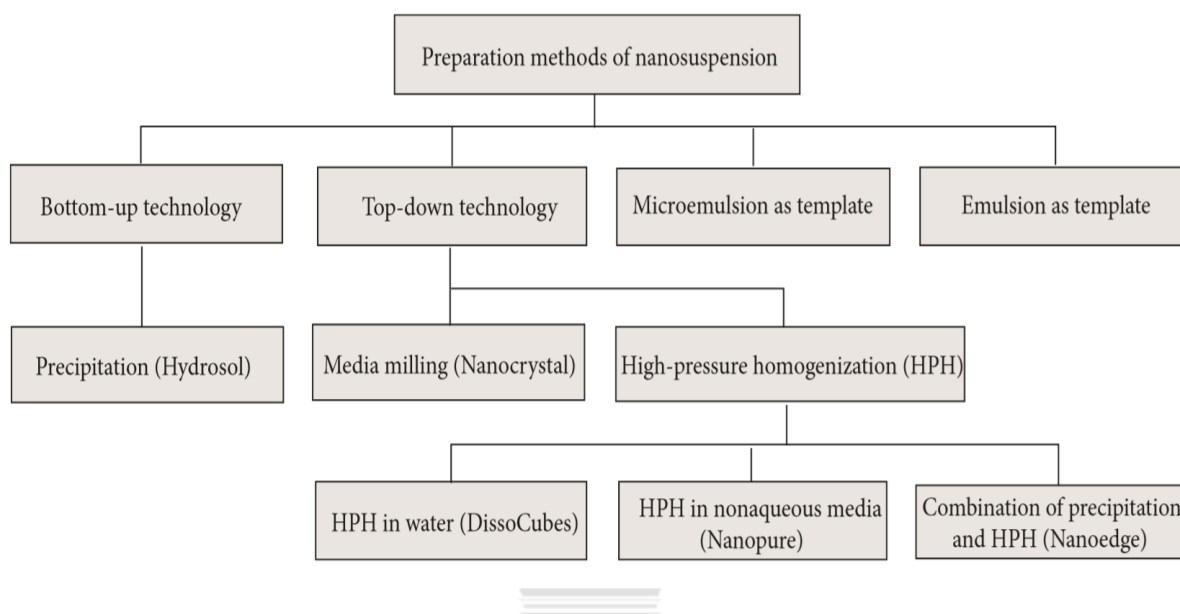 Preparation methods of nanosuspension
Bottom-up technology
Top-down technology
Microemulsion as template
Emulsion as template
Precipitation (Hydrosol)
Media milling (Nanocrystal)
High-pressure homogenization (HPH)
HPH in water (DissoCubes)
HPH in nonaqueous media
(Nanopure)
Combination of precipitation
and HPH (Nanoedge)